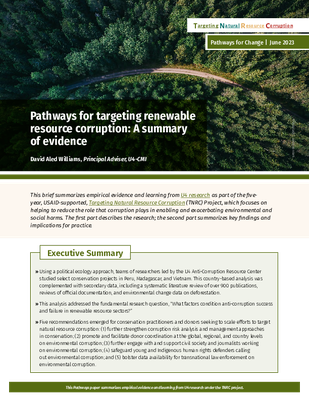 Targeting Natural Resource Corruption
Pathways for Change | June 2023
Pathways for targeting renewable
resource corruption: A summary
of evidence
David Aled Williams, Principal Adviser, U4-CMI
This brief summarizes empirical evidence and learning from U4 research as part of the five-
year, USAID-supported, Targeting Natural Resource Corruption (TNRC) Project, which focuses on
helping to reduce the role that corruption plays in enabling and exacerbating environmental and
social harms. The first part describes the research; the second part summarizes key findings and
implications for practice.
Executive Summary
» Using a political ecology approach, teams of researchers led by the U4 Anti-Corruption Resource Center
studied select conservation projects in Peru, Madagascar, and Vietnam. This country-based analysis was
complemented with secondary data, including a systematic literature review of over 900 publications,
reviews of official documentation, and environmental change data on deforestation.
» This analysis addressed the fundamental research question, "What factors condition anti-corruption success
and failure in renewable resource sectors?"
» Five recommendations emerged for conservation practitioners and donors seeking to scale efforts to target
natural resource corruption: (1) further strengthen corruption risk analysis and management approaches
in conservation; (2) promote and facilitate donor coordination at the global, regional, and country levels
on environmental corruption; (3) further engage with and support civil society and journalists working
on environmental corruption; (4) safeguard young and Indigenous human rights defenders calling
out environmental corruption; and (5) bolster data availability for transnational law enforcement on
environmental corruption.
This Pathways paper summarizes empirical evidence and learning from U4 research under the TNRC project.